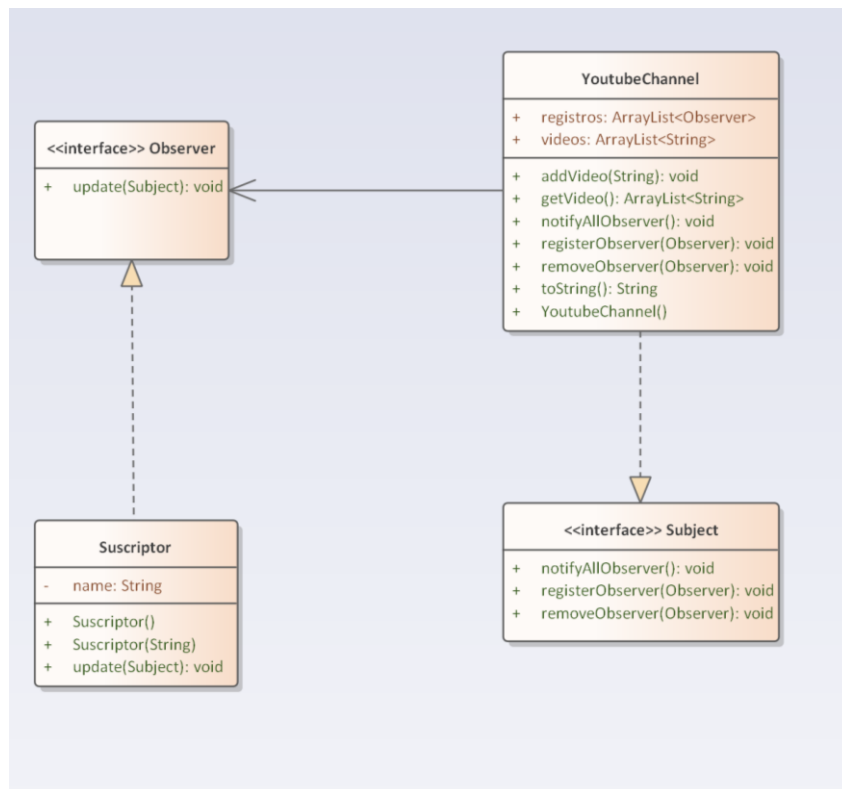 <<interface>> Observer
+ update(Subject): void
YoutubeChannel
+ registros: ArrayList<Observer>
+ videos: ArrayList<String>
+ addVideo(String): void
+ getVideo(): ArrayList<String>
+ notifyAllObserver(): void
+ registerObserver(Observer): void
+ removeObserver(Observer): void
+ toString(): String
+ YoutubeChannel()
Suscriptor
- name: String
+ Suscriptor()
+ Suscriptor(String)
+ update(Subject): void
<<interface>> Subject
+ notifyAllObserver(): void
+ registerObserver(Observer): void
+ removeObserver(Observer): void